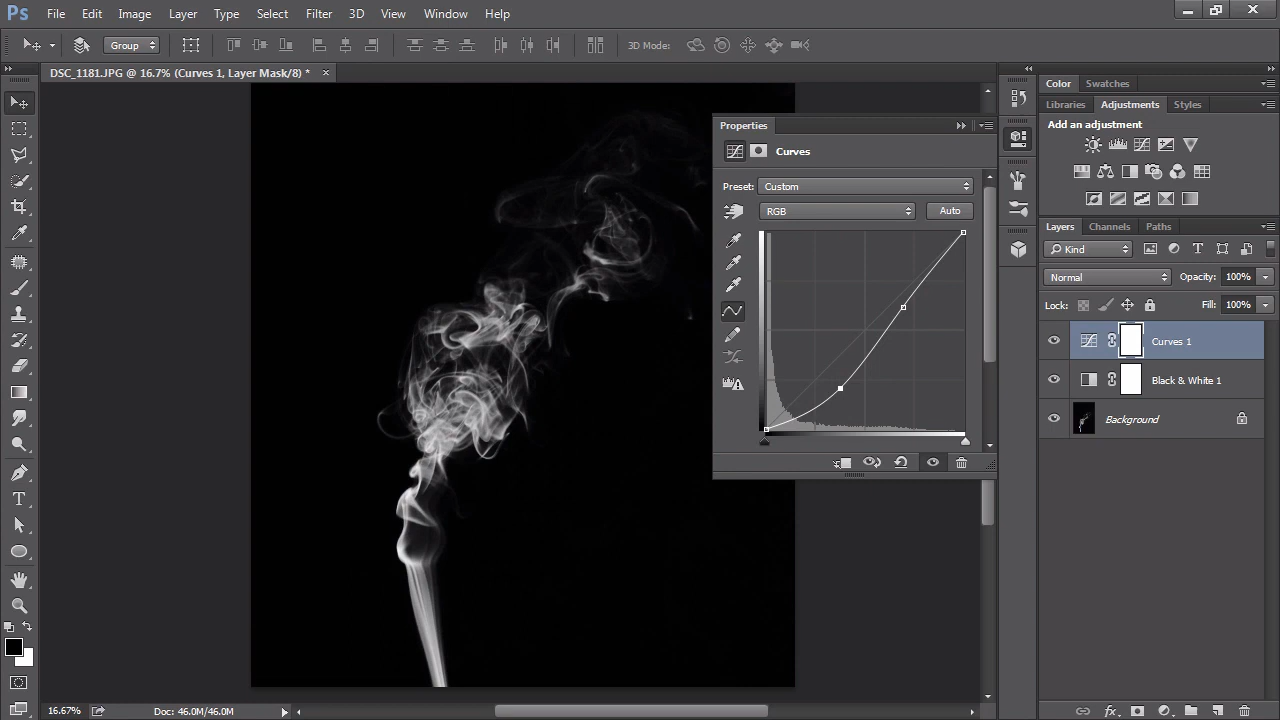 Ps File Edit Image Layer Type Select Filter 3D View Window Help
Group 3D Mode:
DSC_1181.JPG @ 16.7% (Curves 1, Layer Mask/8) * ×
Properties
Curves
Preset: Custom
RGB Auto
Color Swatches
Libraries Adjustments Styles
Add an adjustment
Layers Channels Paths
Kind
Normal Opacity: 100%
Lock: Fill: 100%
Curves 1
Black & White 1
Background
T
fx
16.67% Doc: 46.0M/46.0M